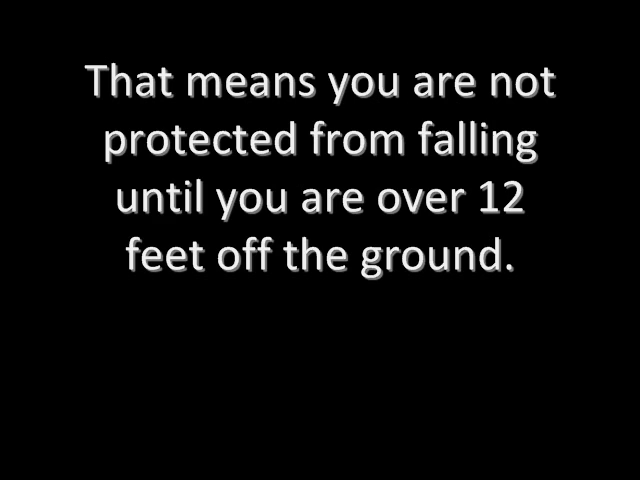 That means you are not
protected from falling
until you are over 12
feet off the ground.